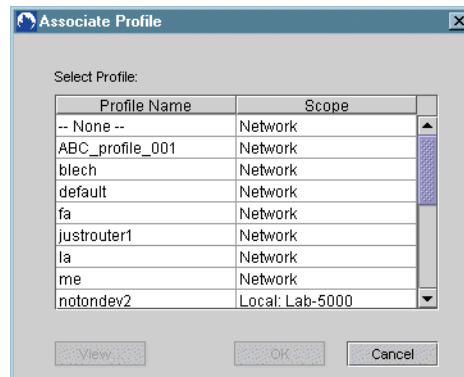 Associate Profile
Select Profile:
Profile Name Scope
-- None -- Network
ABC_profile_001 Network
blech Network
default Network
fa Network
justrouter1 Network
la Network
me Network
notondev2 Local: Lab-5000
View... OK Cancel